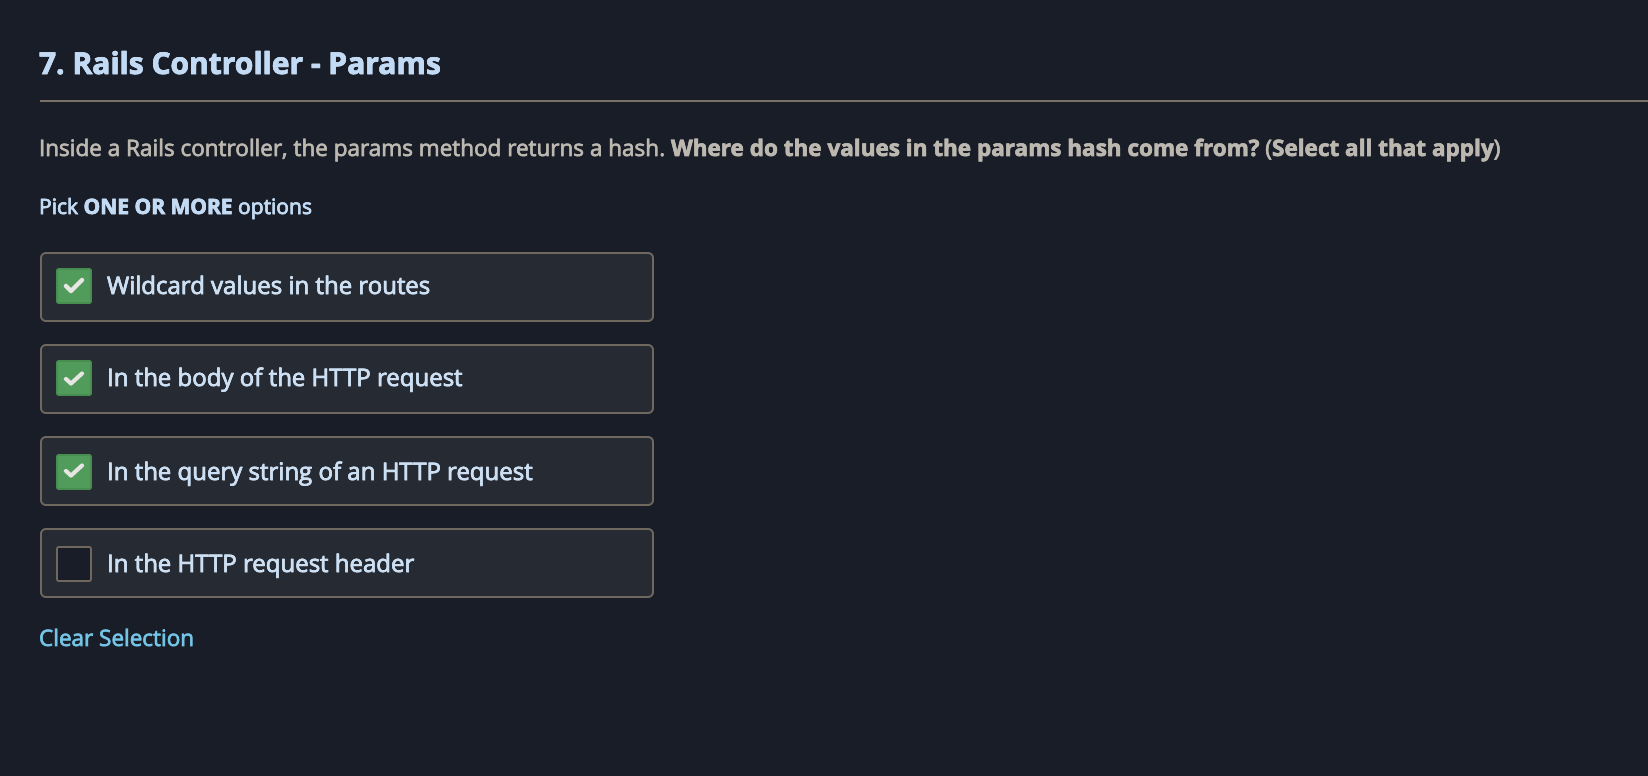 7. Rails Controller - Params
Inside a Rails controller, the params method returns a hash. Where do the values in the params hash come from? (Select all that apply)
Pick ONE OR MORE options
Wildcard values in the routes
In the body of the HTTP request
In the query string of an HTTP request
In the HTTP request header
Clear Selection